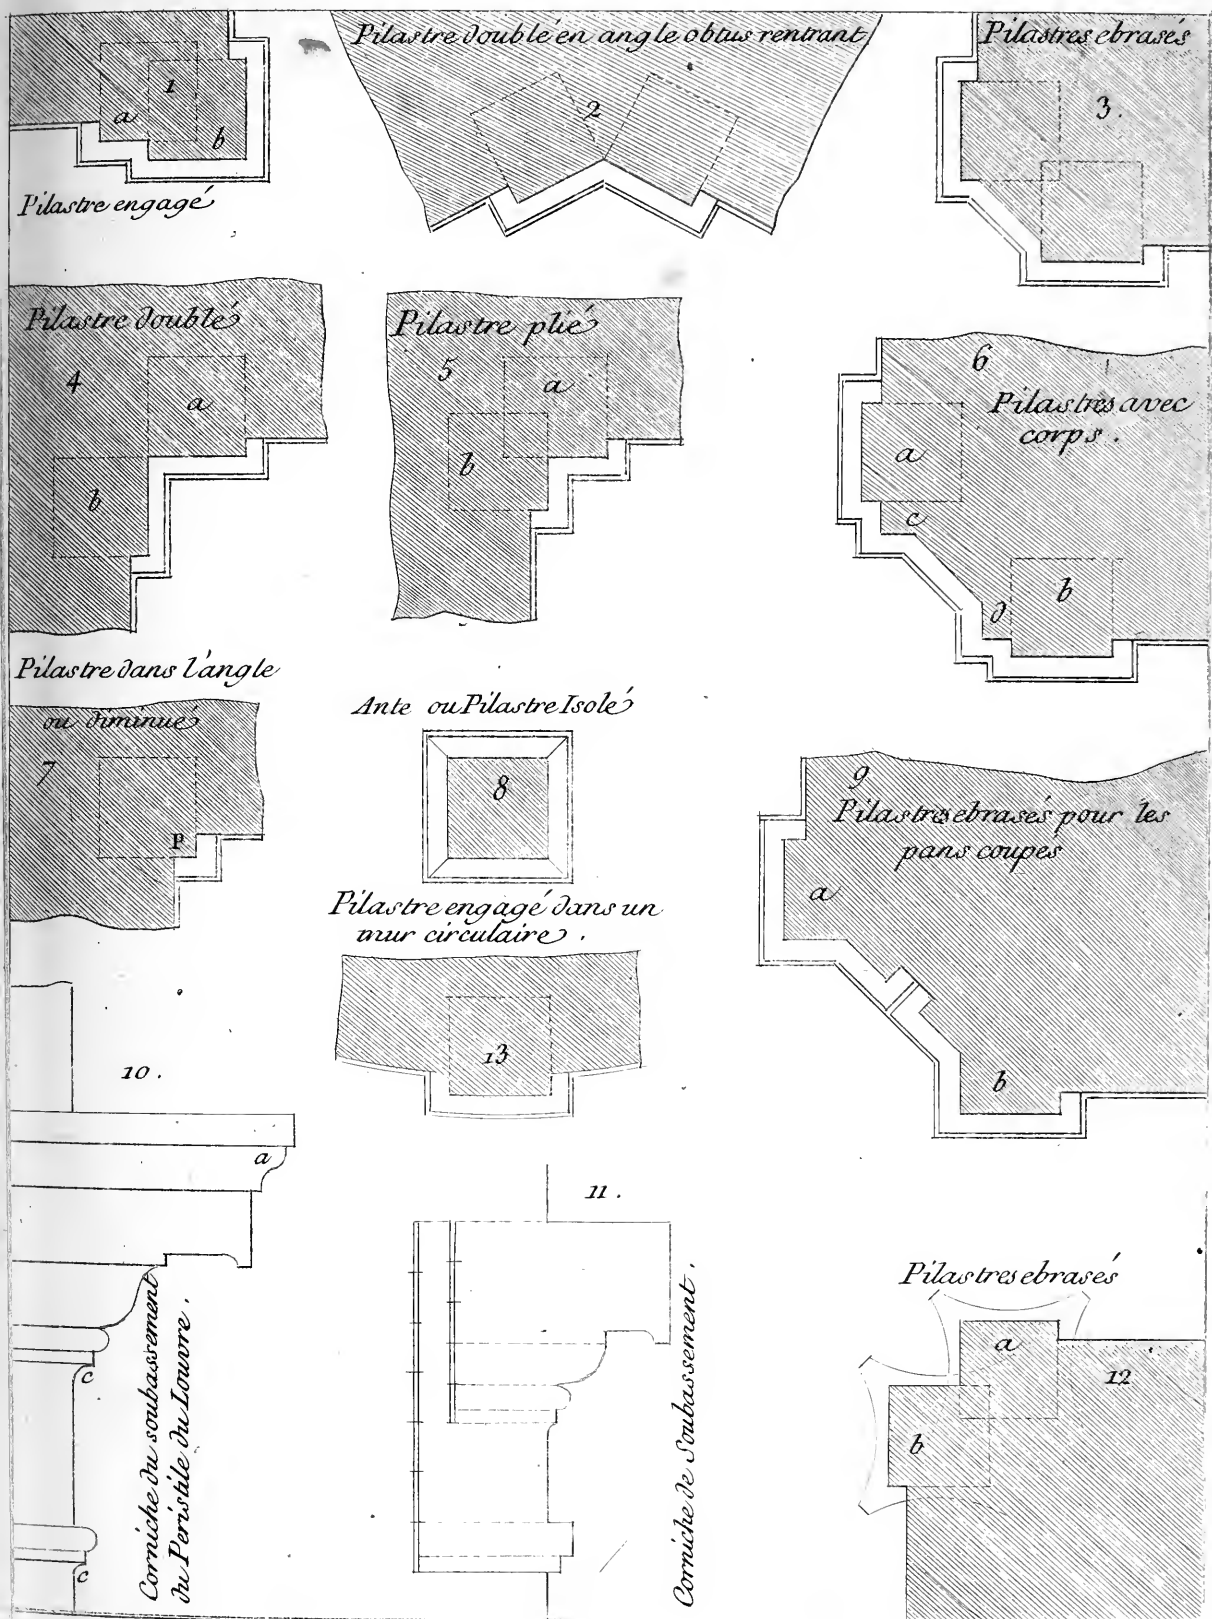 1
a
b
Pilastre engagé
Pilastre doublé en angle obtus rentrant
2
Pilastres ebrasés
3.
Pilastre doublé
4
a
b
Pilastre plié
5
a
b
6
Pilastres avec
corps.
a
c
d
b
Pilastre dans l'angle
ou diminué
7
p
Ante ou Pilastre Isolé
8
9
Pilastres ebrasés pour les
pans coupés
a
b
Pilastre engagé dans un
mur circulaire.
13
10.
a
c
c
Corniche du soubassement
du Peristile du Louvre.
11.
Corniche de Soubassement.
Pilastres ebrasés
a
12
b